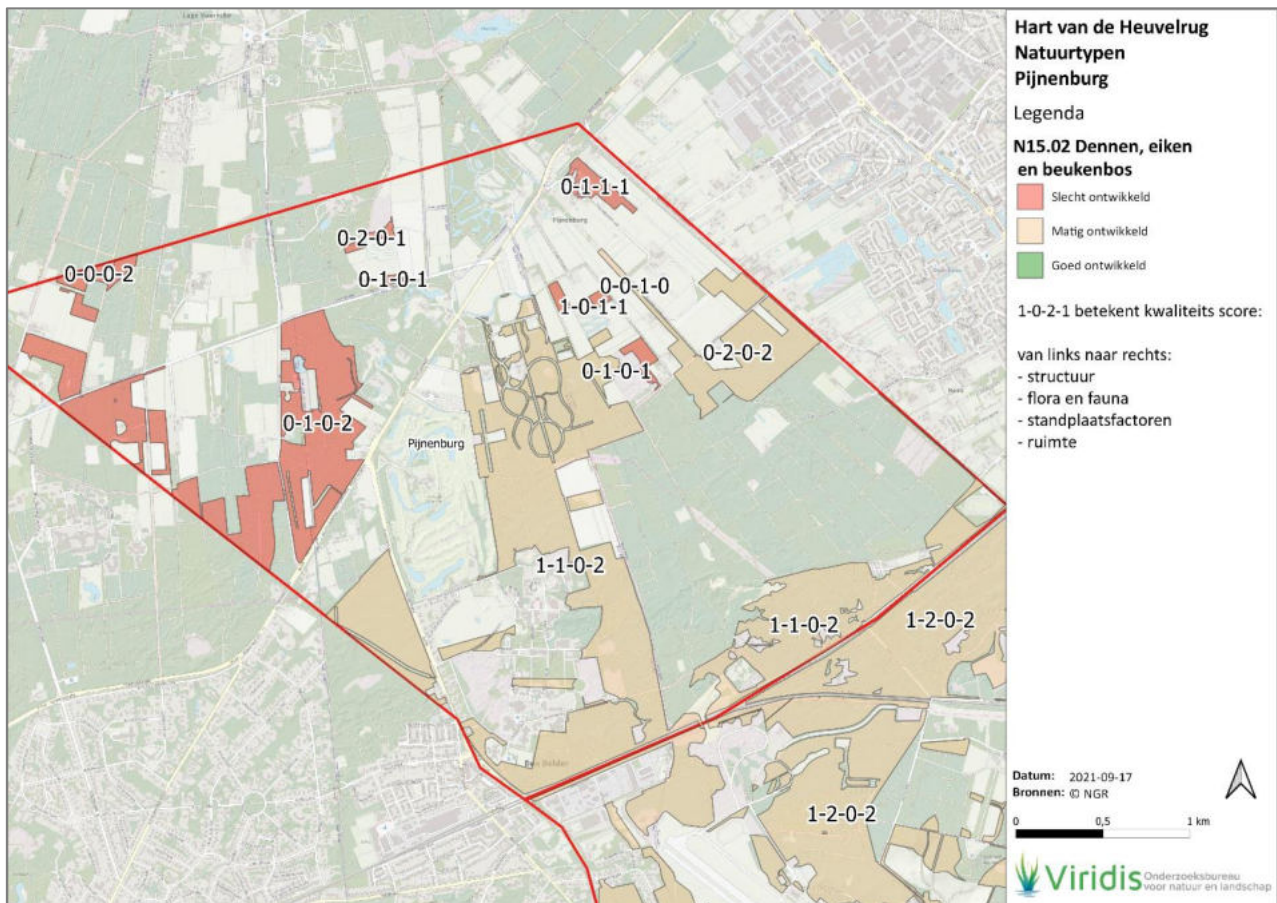 Hart van de Heuvelrug
Natuurtypen
Pijnenburg
Legenda
N15.02 Dennen, eiken
en beukenbos
Slecht ontwikkeld
Matig ontwikkeld
Goed ontwikkeld
1-0-2-1 betekent kwaliteits score:
van links naar rechts:
- structuur
- flora en fauna
- standplaatsfactoren
- ruimte
Datum: 2021-09-17
Bronnen: © NGR
0 0,5 1 km
Viridis Onderzoeksbureau
voor natuur en landschap
0-1-1-1
Pijnenburg
0-2-0-1
0-0-0-2
0-1-0-1
0-0-1-0
1-0-1-1
0-2-0-2
0-1-0-1
0-1-0-2
Pijnenburg
1-1-0-2
1-1-0-2
1-2-0-2
Den Dolder
1-2-0-2